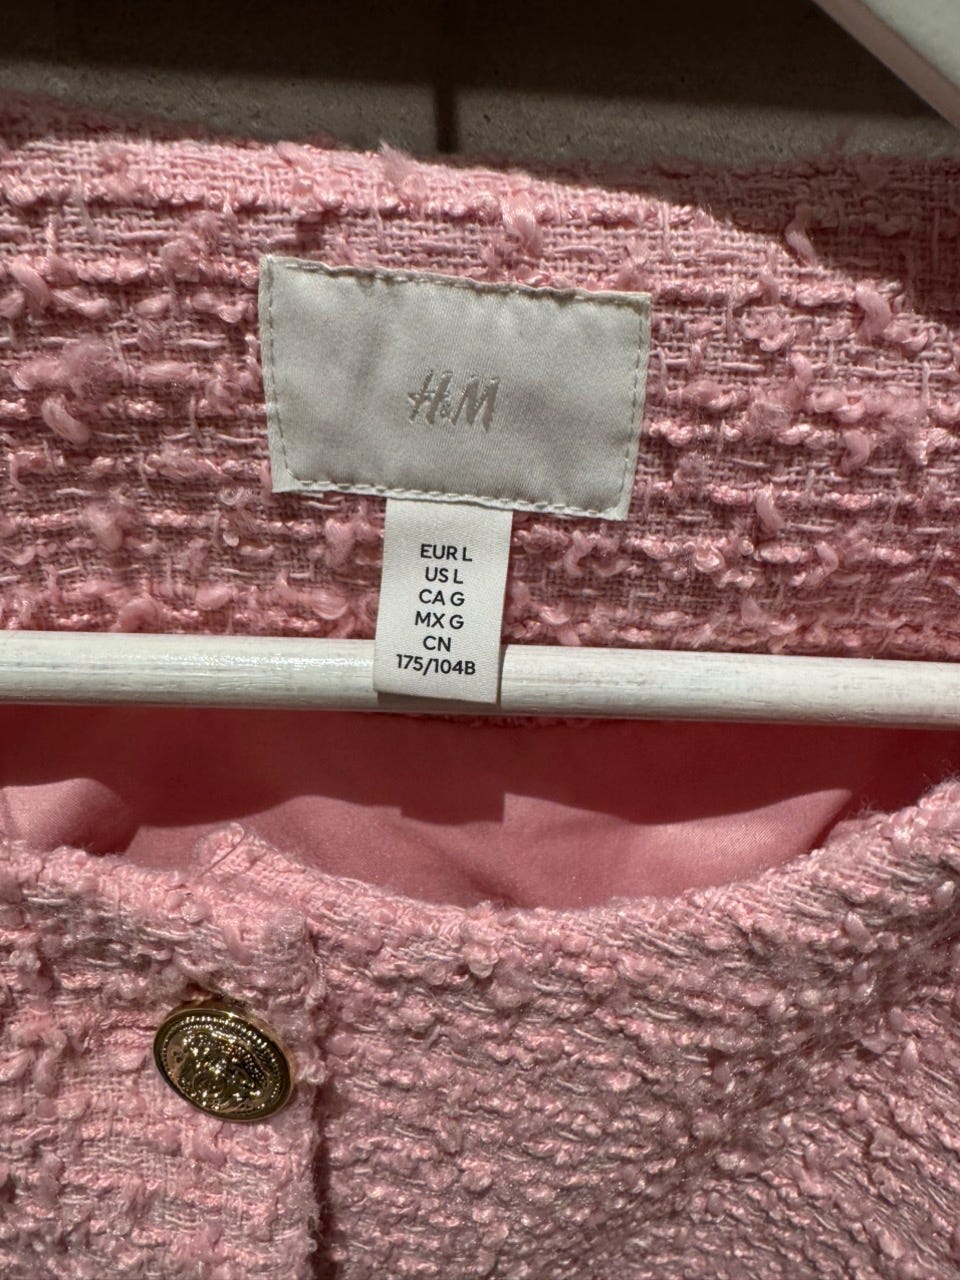 H&M
EUR L
US L
CA G
MX G
CN
175/104B